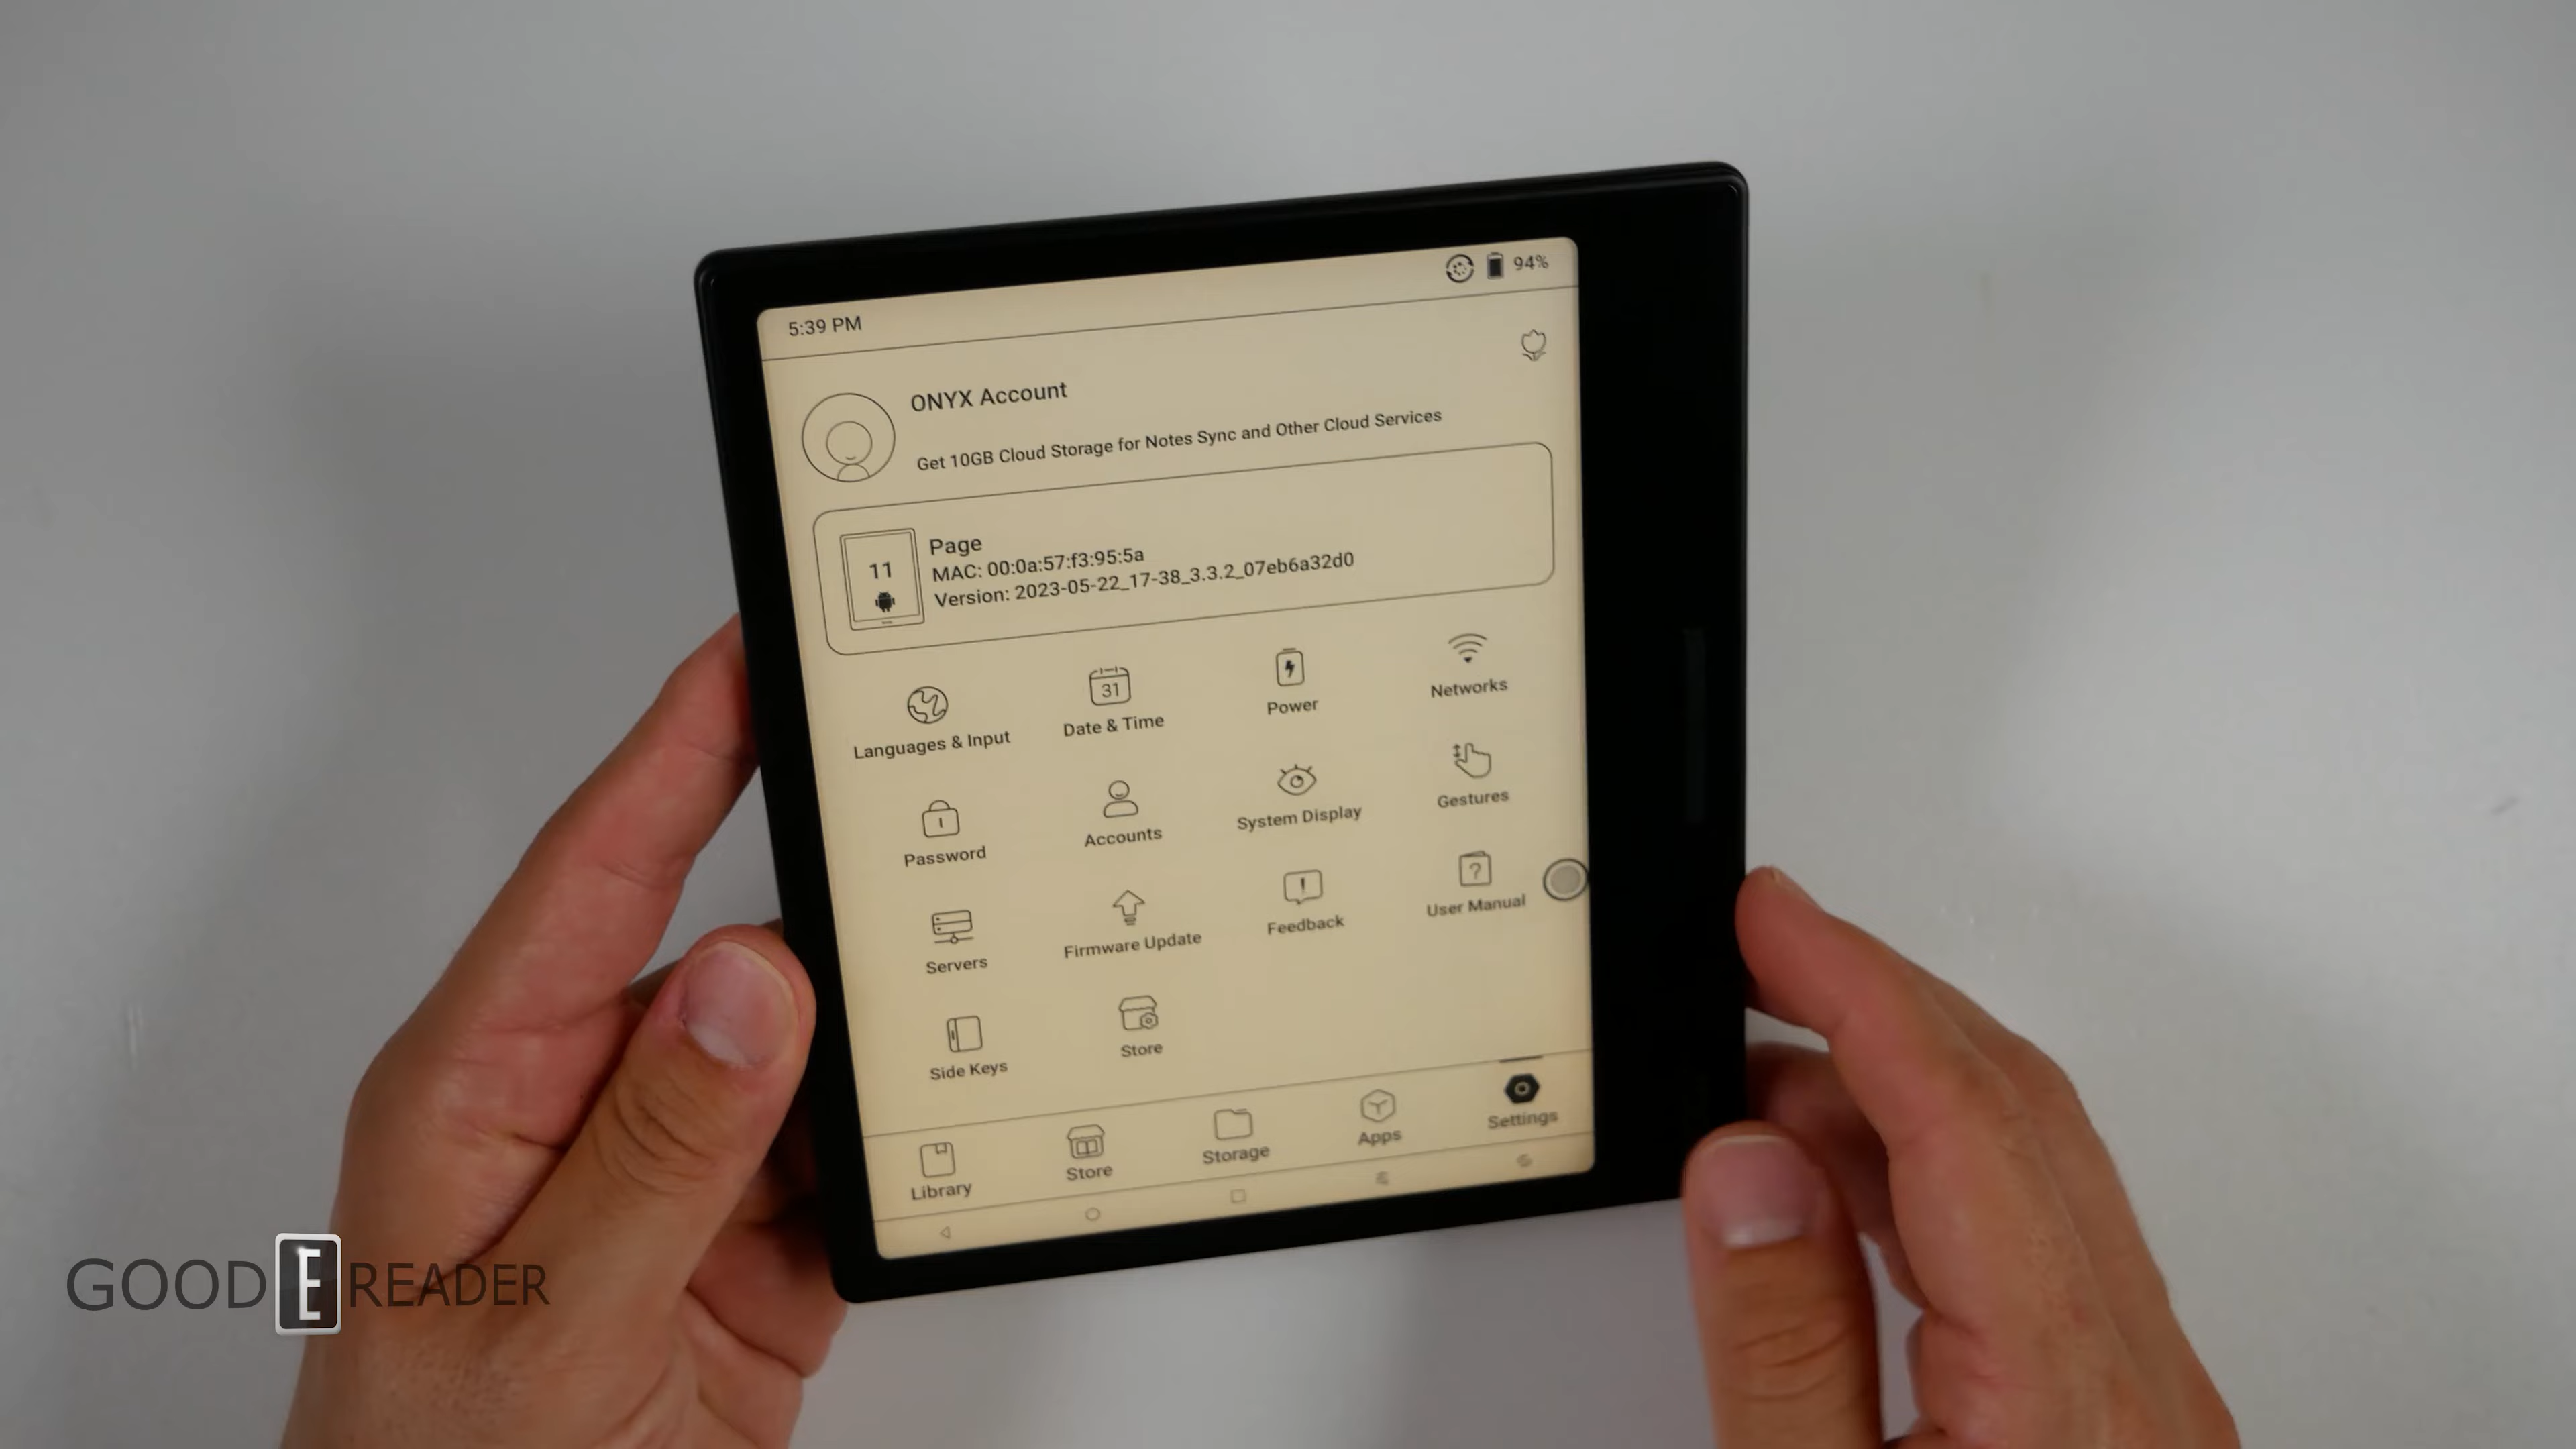 94%
5:39 PM
ONYX Account
Get 10GB Cloud Storage for Notes Sync and Other Cloud Services
11
Page
MAC: 00:0a:57:f3:95:5a
Version: 2023-05-22_17-38_3.3.2_07eb6a32d0
31
Languages & Input
Date & Time
Power
Networks
Password
Accounts
System Display
Gestures
Servers
Firmware Update
Feedback
User Manual
Side Keys
Store
Library
Store
Storage
Apps
Settings
GOOD E READER